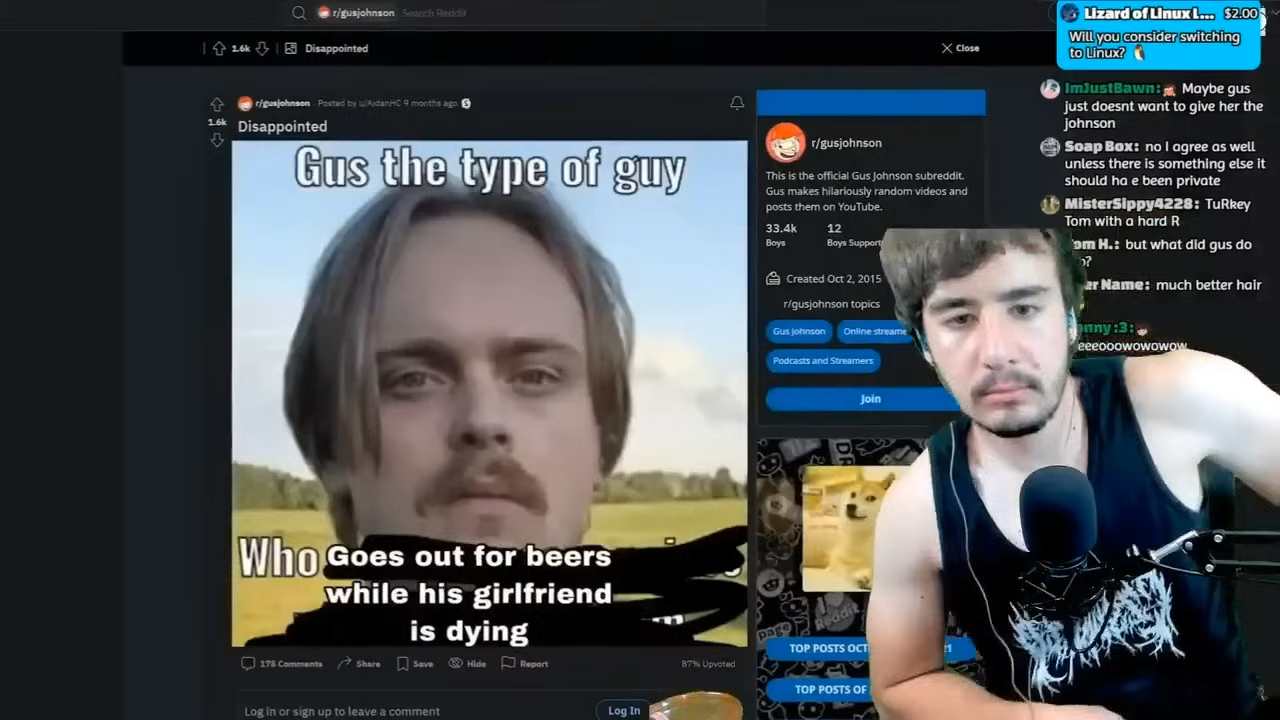 r/gusjohnson Search Reddit
1.6k Disappointed
Close
r/gusjohnson · Posted by u/AidanHC 9 months ago
1.6k
Disappointed
Gus the type of guy
Who Goes out for beers
while his girlfriend
is dying
178 Comments Share Save Hide Report 87% Upvoted
Log in or sign up to leave a comment Log In
r/gusjohnson
This is the official Gus Johnson subreddit.
Gus makes hilariously random videos and
posts them on YouTube.
33.4k 12
Boys Boys Support
Created Oct 2, 2015
r/gusjohnson topics
Gus Johnson Online streame
Podcasts and Streamers
Join
TOP POSTS OCT
TOP POSTS OF
Lizard of Linux L... $2.00
Will you consider switching
to Linux? 🐧
ImJustBawn: Maybe gus
just doesnt want to give her the
johnson
Soap Box: no I agree as well
unless there is something else it
should ha e been private
MisterSippy4228: TuRkey
Tom with a hard R
om H.: but what did gus do
o?
er Name: much better hair
nny :3:
eeeooowowowow